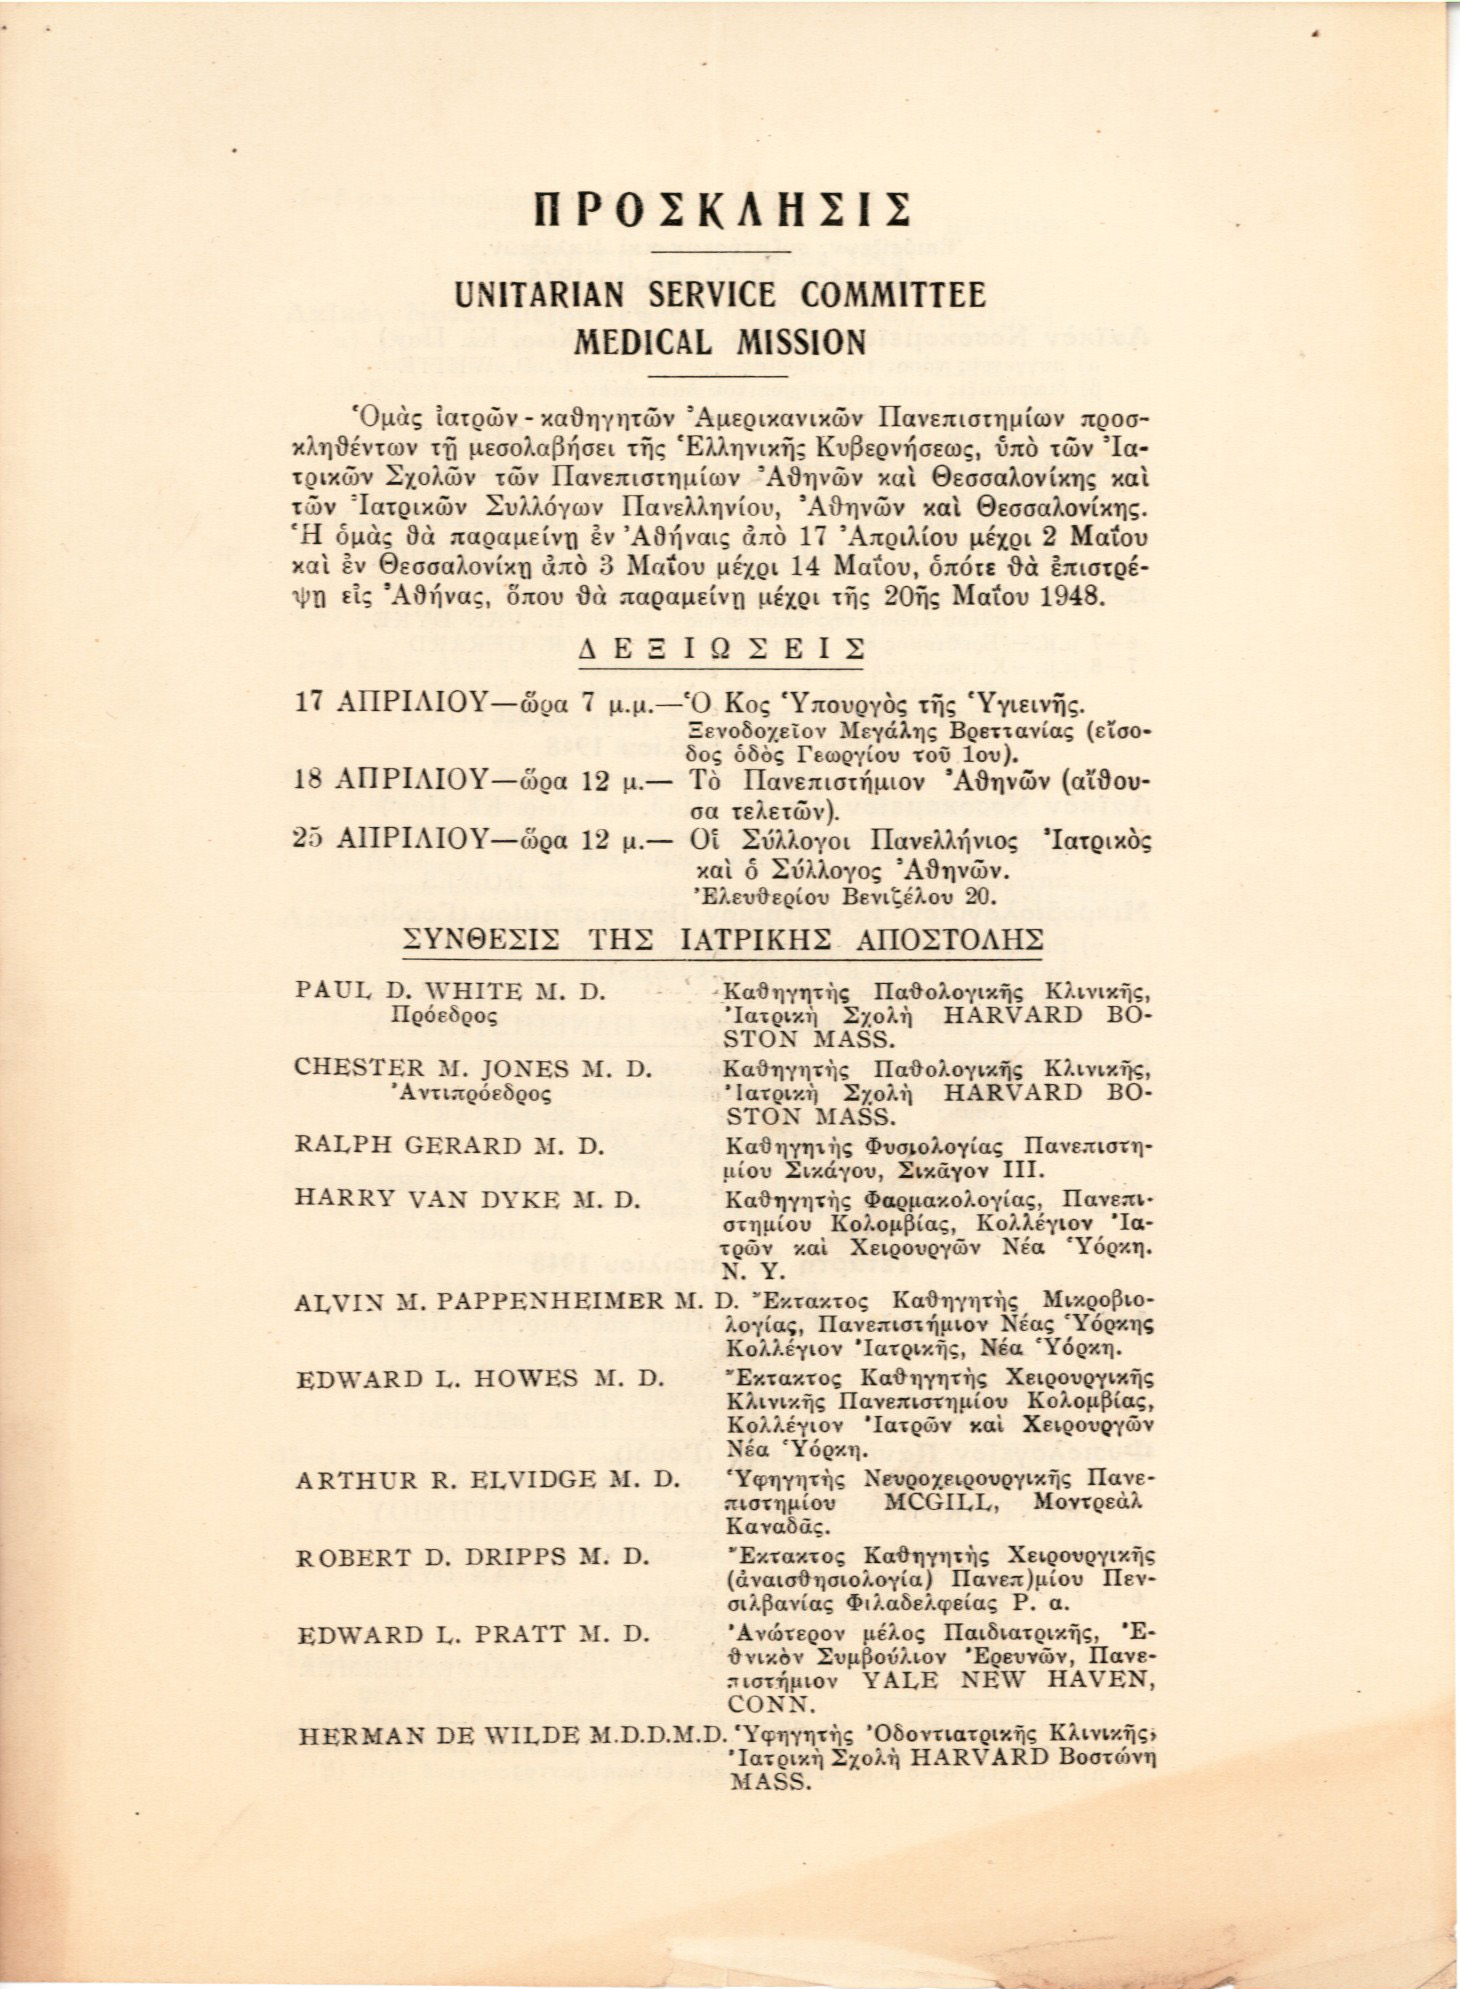 ΠΡΟΣΚΛΗΣΙΣ
UNITARIAN SERVICE COMMITTEE
MEDICAL MISSION
Ὁμὰς ἰατρῶν - καθηγητῶν Ἀμερικανικῶν Πανεπιστημίων προσ-
κληθέντων τῇ μεσολαβήσει τῆς Ἑλληνικῆς Κυβερνήσεως, ὑπὸ τῶν Ἰα-
τρικῶν Σχολῶν τῶν Πανεπιστημίων Ἀθηνῶν καὶ Θεσσαλονίκης καὶ
τῶν Ἰατρικῶν Συλλόγων Πανελληνίου, Ἀθηνῶν καὶ Θεσσαλονίκης.
Ἡ ὁμὰς θὰ παραμείνῃ ἐν Ἀθήναις ἀπὸ 17 Ἀπριλίου μέχρι 2 Μαΐου
καὶ ἐν Θεσσαλονίκῃ ἀπὸ 3 Μαΐου μέχρι 14 Μαΐου, ὁπότε θὰ ἐπιστρέ-
ψῃ εἰς Ἀθήνας, ὅπου θὰ παραμείνῃ μέχρι τῆς 20ῆς Μαΐου 1948.
ΔΕΞΙΩΣΕΙΣ
17 ΑΠΡΙΛΙΟΥ—ὥρα 7 μ.μ.—Ὁ Κος Ὑπουργὸς τῆς Ὑγιεινῆς.
Ξενοδοχεῖον Μεγάλης Βρεττανίας (εἴσο-
δος ὁδὸς Γεωργίου τοῦ 1ου).
18 ΑΠΡΙΛΙΟΥ—ὥρα 12 μ.— Τὸ Πανεπιστήμιον Ἀθηνῶν (αἴθου-
σα τελετῶν).
25 ΑΠΡΙΛΙΟΥ—ὥρα 12 μ.— Οἱ Σύλλογοι Πανελλήνιος Ἰατρικὸς
καὶ ὁ Σύλλογος Ἀθηνῶν.
Ἐλευθερίου Βενιζέλου 20.
ΣΥΝΘΕΣΙΣ ΤΗΣ ΙΑΤΡΙΚΗΣ ΑΠΟΣΤΟΛΗΣ
PAUL D. WHITE M. D. Καθηγητὴς Παθολογικῆς Κλινικῆς,
Πρόεδρος Ἰατρικὴ Σχολὴ HARVARD BO-
STON MASS.
CHESTER M. JONES M. D. Καθηγητὴς Παθολογικῆς Κλινικῆς,
Ἀντιπρόεδρος Ἰατρικὴ Σχολὴ HARVARD BO-
STON MASS.
RALPH GERARD M. D. Καθηγητὴς Φυσιολογίας Πανεπιστη-
μίου Σικάγου, Σικᾶγον III.
HARRY VAN DYKE M. D. Καθηγητὴς Φαρμακολογίας, Πανεπι-
στημίου Κολομβίας, Κολλέγιον Ἰα-
τρῶν καὶ Χειρουργῶν Νέα Ὑόρκη.
N. Y.
ALVIN M. PAPPENHEIMER M. D. Ἔκτακτος Καθηγητὴς Μικροβιο-
λογίας, Πανεπιστήμιον Νέας Ὑόρκης
Κολλέγιον Ἰατρικῆς, Νέα Ὑόρκη.
EDWARD L. HOWES M. D. Ἔκτακτος Καθηγητὴς Χειρουργικῆς
Κλινικῆς Πανεπιστημίου Κολομβίας,
Κολλέγιον Ἰατρῶν καὶ Χειρουργῶν
Νέα Ὑόρκη.
ARTHUR R. ELVIDGE M. D. Ὑφηγητὴς Νευροχειρουργικῆς Πανε-
πιστημίου MCGILL, Μοντρεὰλ
Καναδᾶς.
ROBERT D. DRIPPS M. D. Ἔκτακτος Καθηγητὴς Χειρουργικῆς
(ἀναισθησιολογία) Πανεπ)μίου Πεν-
σιλβανίας Φιλαδελφείας P. a.
EDWARD L. PRATT M. D. Ἀνώτερον μέλος Παιδιατρικῆς, Ἐ-
θνικὸν Συμβούλιον Ἐρευνῶν, Πανε-
πιστήμιον YALE NEW HAVEN,
CONN.
HERMAN DE WILDE M.D.D.M.D. Ὑφηγητὴς Ὀδοντιατρικῆς Κλινικῆς,
Ἰατρικὴ Σχολὴ HARVARD Βοστώνη
MASS.